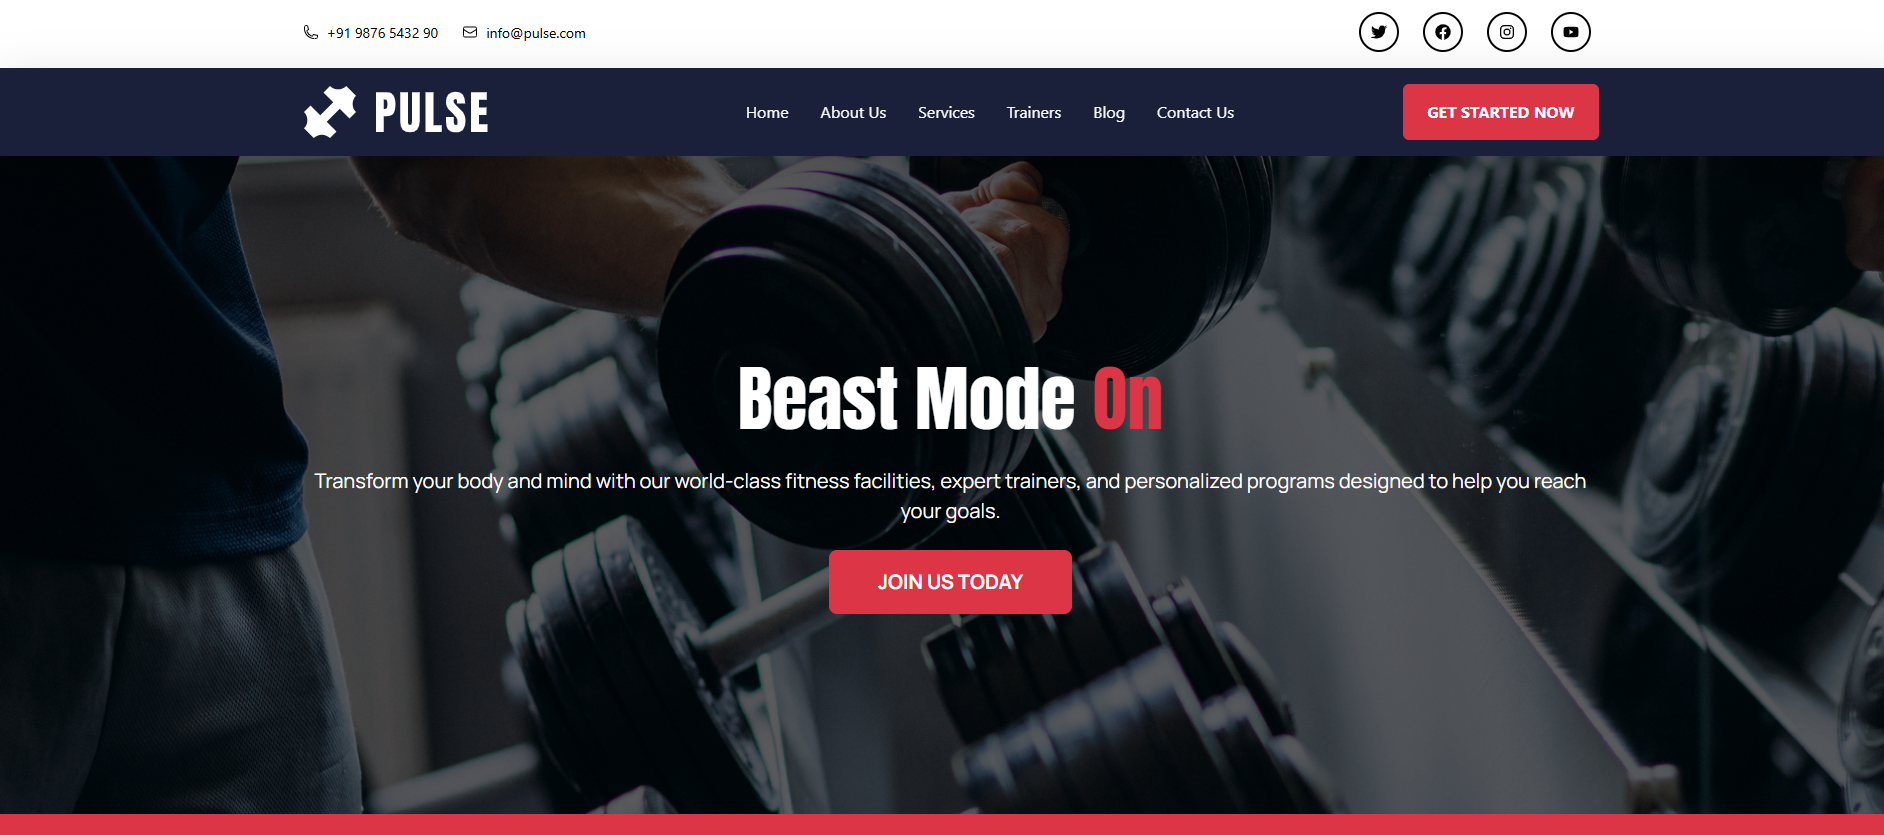 +91 9876 5432 90 info@pulse.com
PULSE
Home About Us Services Trainers Blog Contact Us
GET STARTED NOW
Beast Mode On
Transform your body and mind with our world-class fitness facilities, expert trainers, and personalized programs designed to help you reach
your goals.
JOIN US TODAY